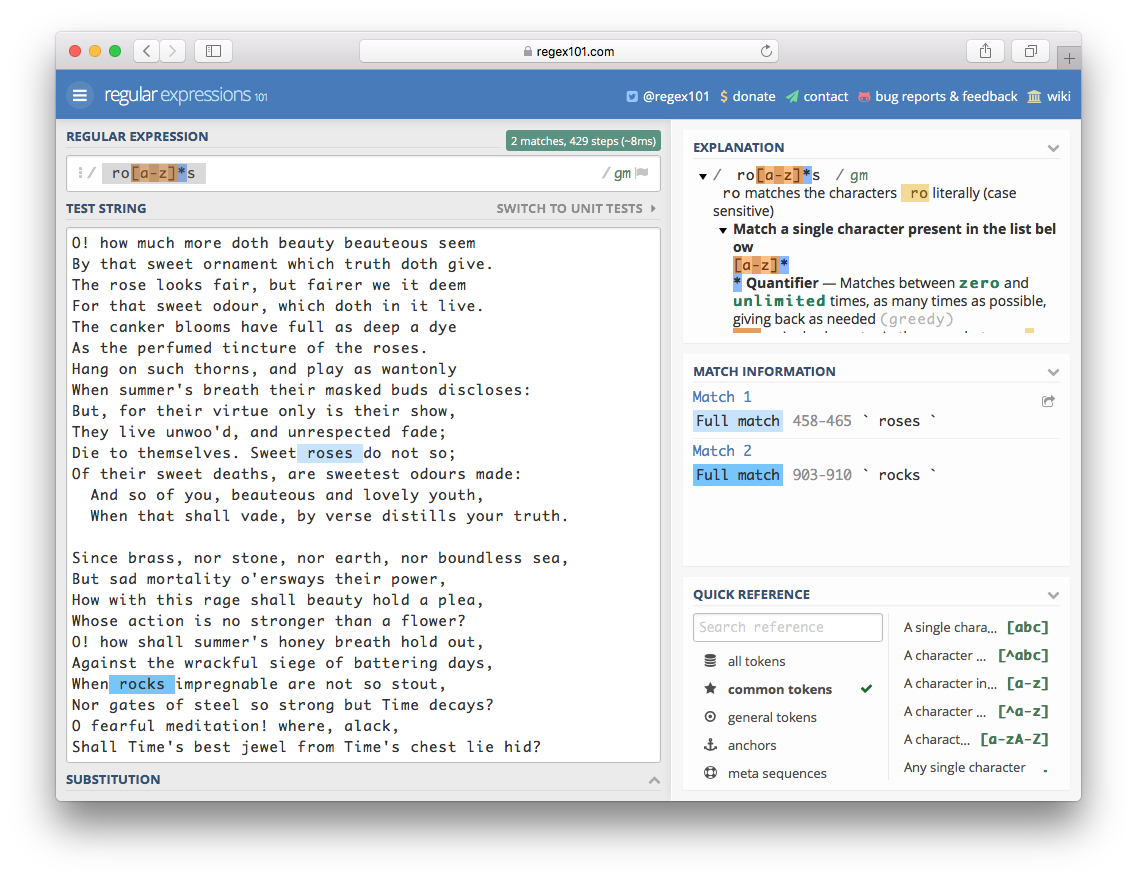 regex101.com
regular expressions 101
@regex101
$ donate
contact
bug reports & feedback
wiki
REGULAR EXPRESSION
2 matches, 429 steps (~8ms)
/ ro[a-z]*s / gm
TEST STRING
SWITCH TO UNIT TESTS
O! how much more doth beauty beauteous seem
By that sweet ornament which truth doth give.
The rose looks fair, but fairer we it deem
For that sweet odour, which doth in it live.
The canker blooms have full as deep a dye
As the perfumed tincture of the roses.
Hang on such thorns, and play as wantonly
When summer's breath their masked buds discloses:
But, for their virtue only is their show,
They live unwoo'd, and unrespected fade;
Die to themselves. Sweet roses do not so;
Of their sweet deaths, are sweetest odours made:
And so of you, beauteous and lovely youth,
When that shall vade, by verse distills your truth.
Since brass, nor stone, nor earth, nor boundless sea,
But sad mortality o'ersways their power,
How with this rage shall beauty hold a plea,
Whose action is no stronger than a flower?
O! how shall summer's honey breath hold out,
Against the wrackful siege of battering days,
When rocks impregnable are not so stout,
Nor gates of steel so strong but Time decays?
O fearful meditation! where, alack,
Shall Time's best jewel from Time's chest lie hid?
SUBSTITUTION
EXPLANATION
/ ro[a-z]*s / gm
ro matches the characters ro literally (case
sensitive)
Match a single character present in the list bel
ow
[a-z]*
* Quantifier — Matches between zero and
unlimited times, as many times as possible,
giving back as needed (greedy)
MATCH INFORMATION
Match 1
Full match 458-465 ` roses `
Match 2
Full match 903-910 ` rocks `
QUICK REFERENCE
Search reference
all tokens
common tokens
general tokens
anchors
meta sequences
A single chara... [abc]
A character ... [^abc]
A character in... [a-z]
A character ... [^a-z]
A charact... [a-zA-Z]
Any single character .